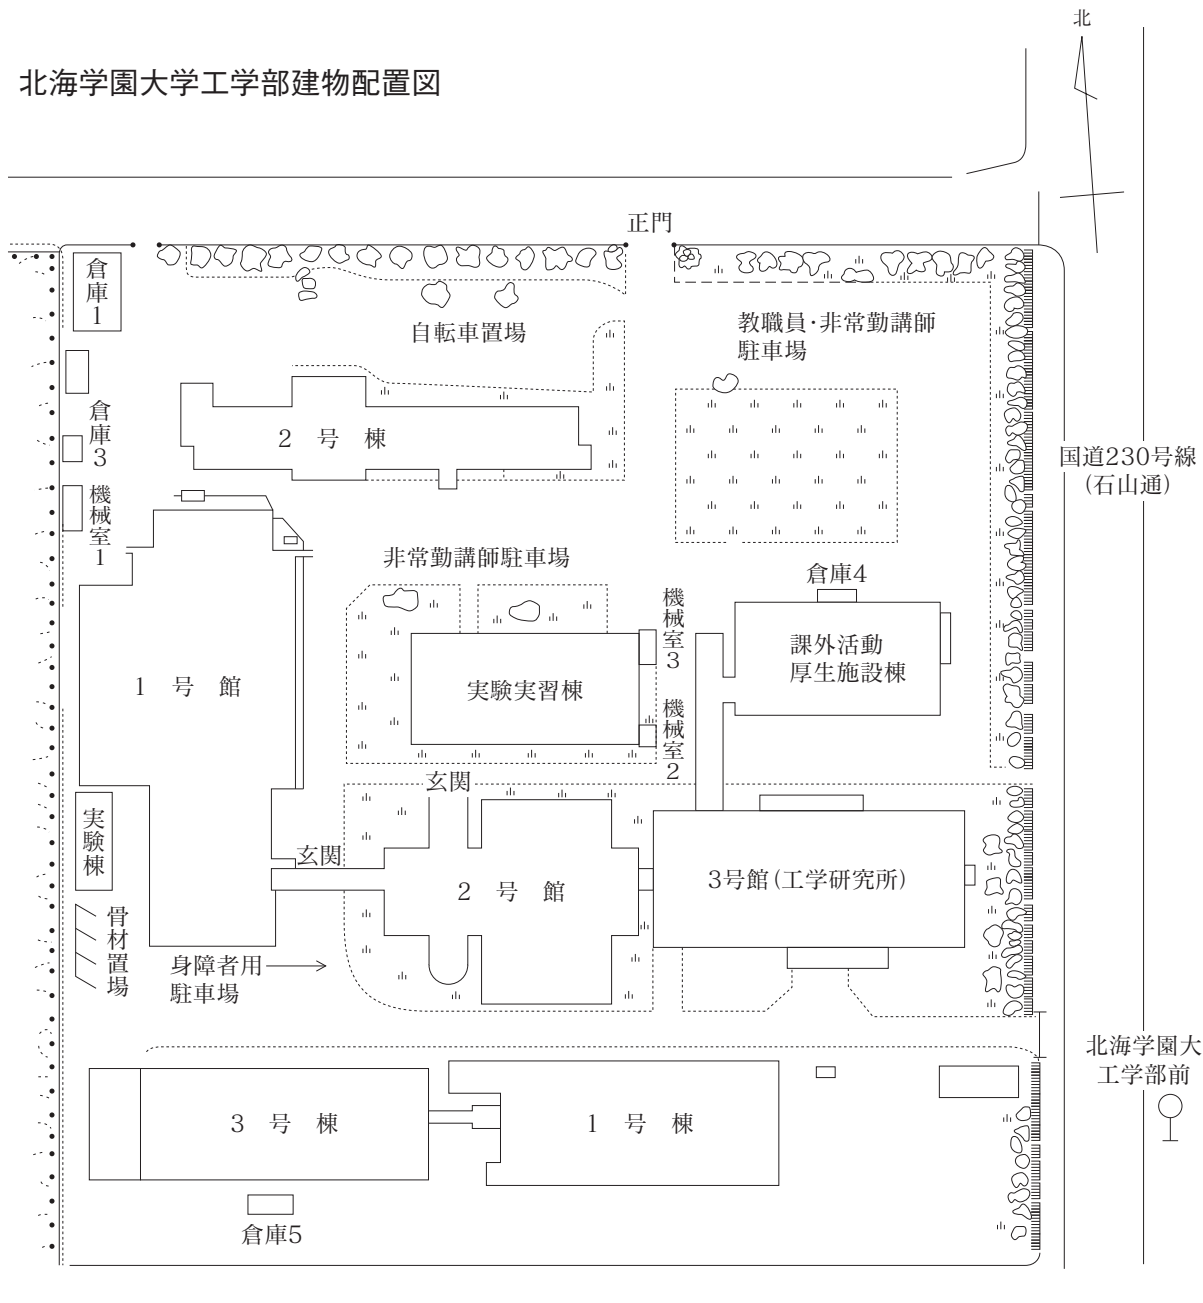 北
北海学園大学工学部建物配置図
正門
倉庫1
自転車置場
教職員・非常勤講師
駐車場
倉庫3
2号棟
国道230号線
(石山通)
機械室1
非常勤講師駐車場
倉庫4
機械室3
課外活動
厚生施設棟
1号館
実験実習棟
機械室2
玄関
実験棟
玄関
2号館
3号館(工学研究所)
骨材置場
身障者用
駐車場
北海学園大
工学部前
3号棟
1号棟
倉庫5